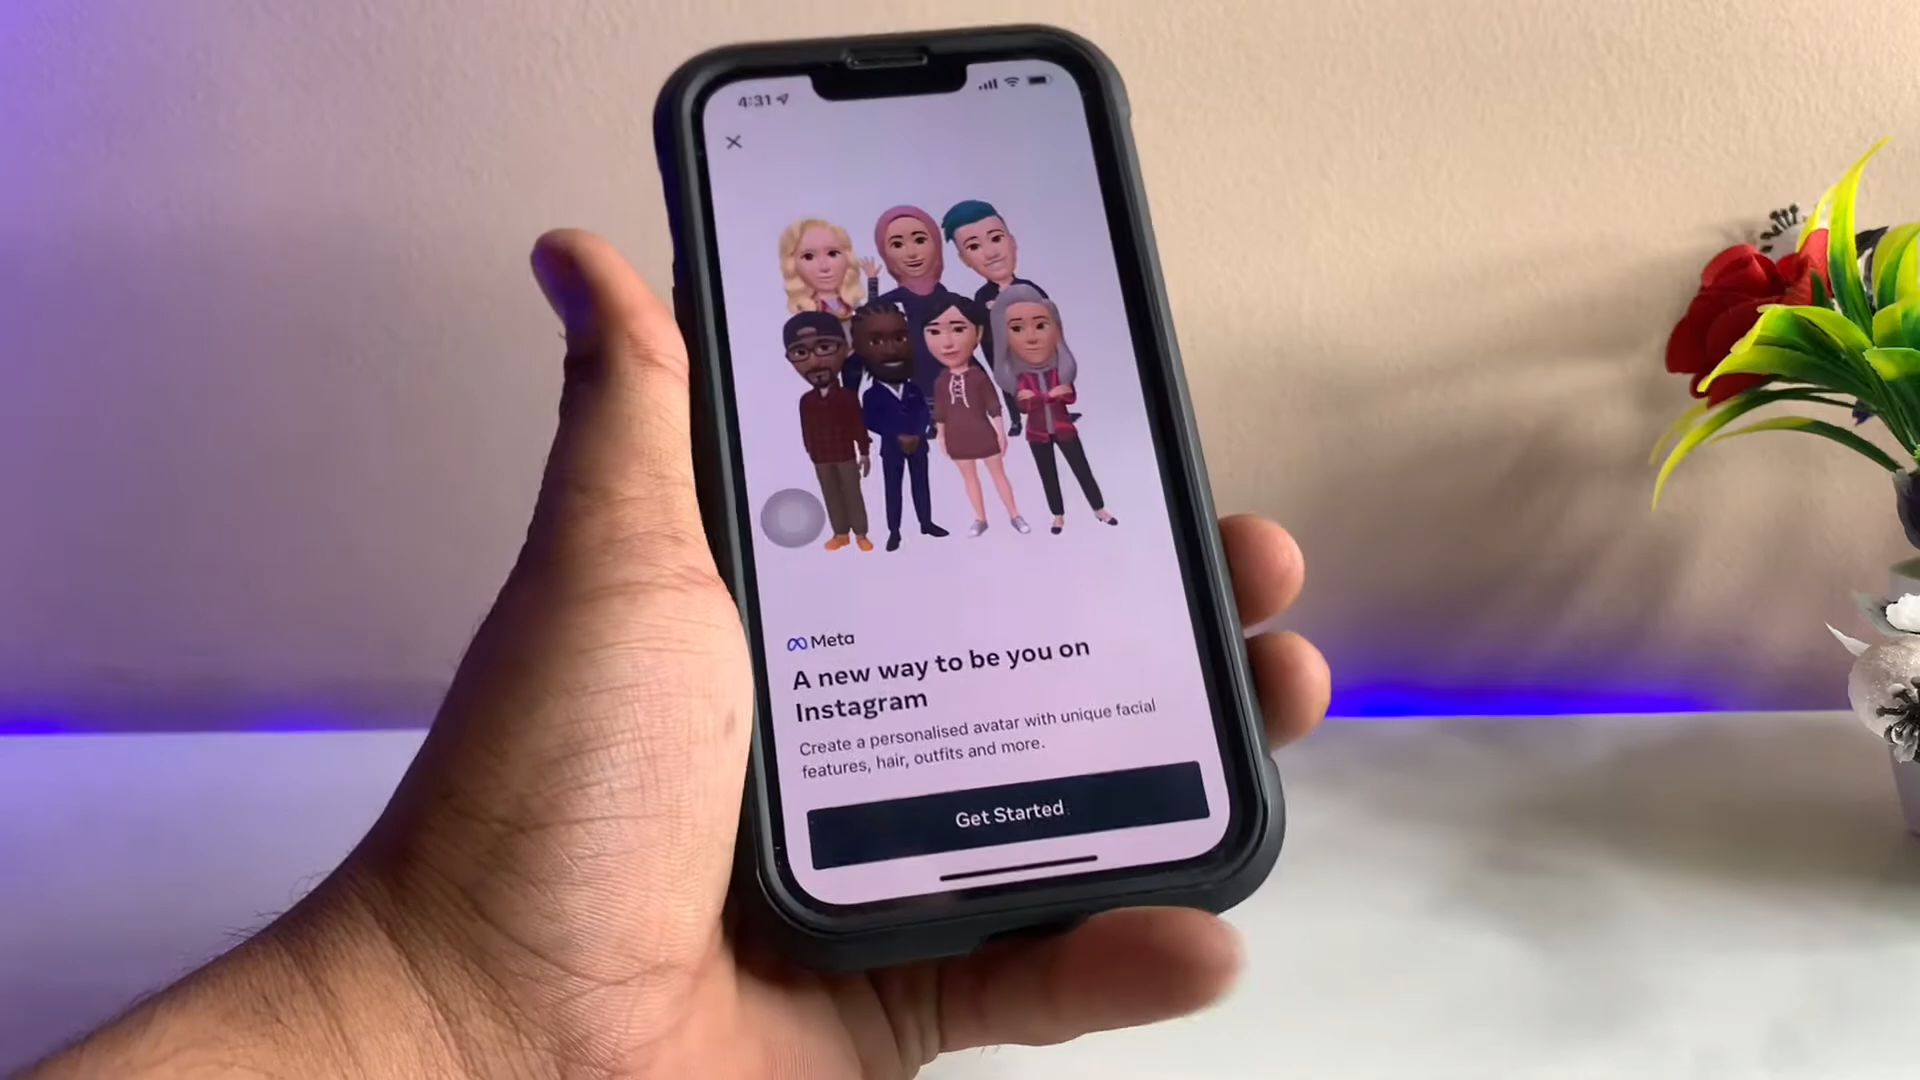 4:31
Meta
A new way to be you on
Instagram
Create a personalised avatar with unique facial
features, hair, outfits and more.
Get Started